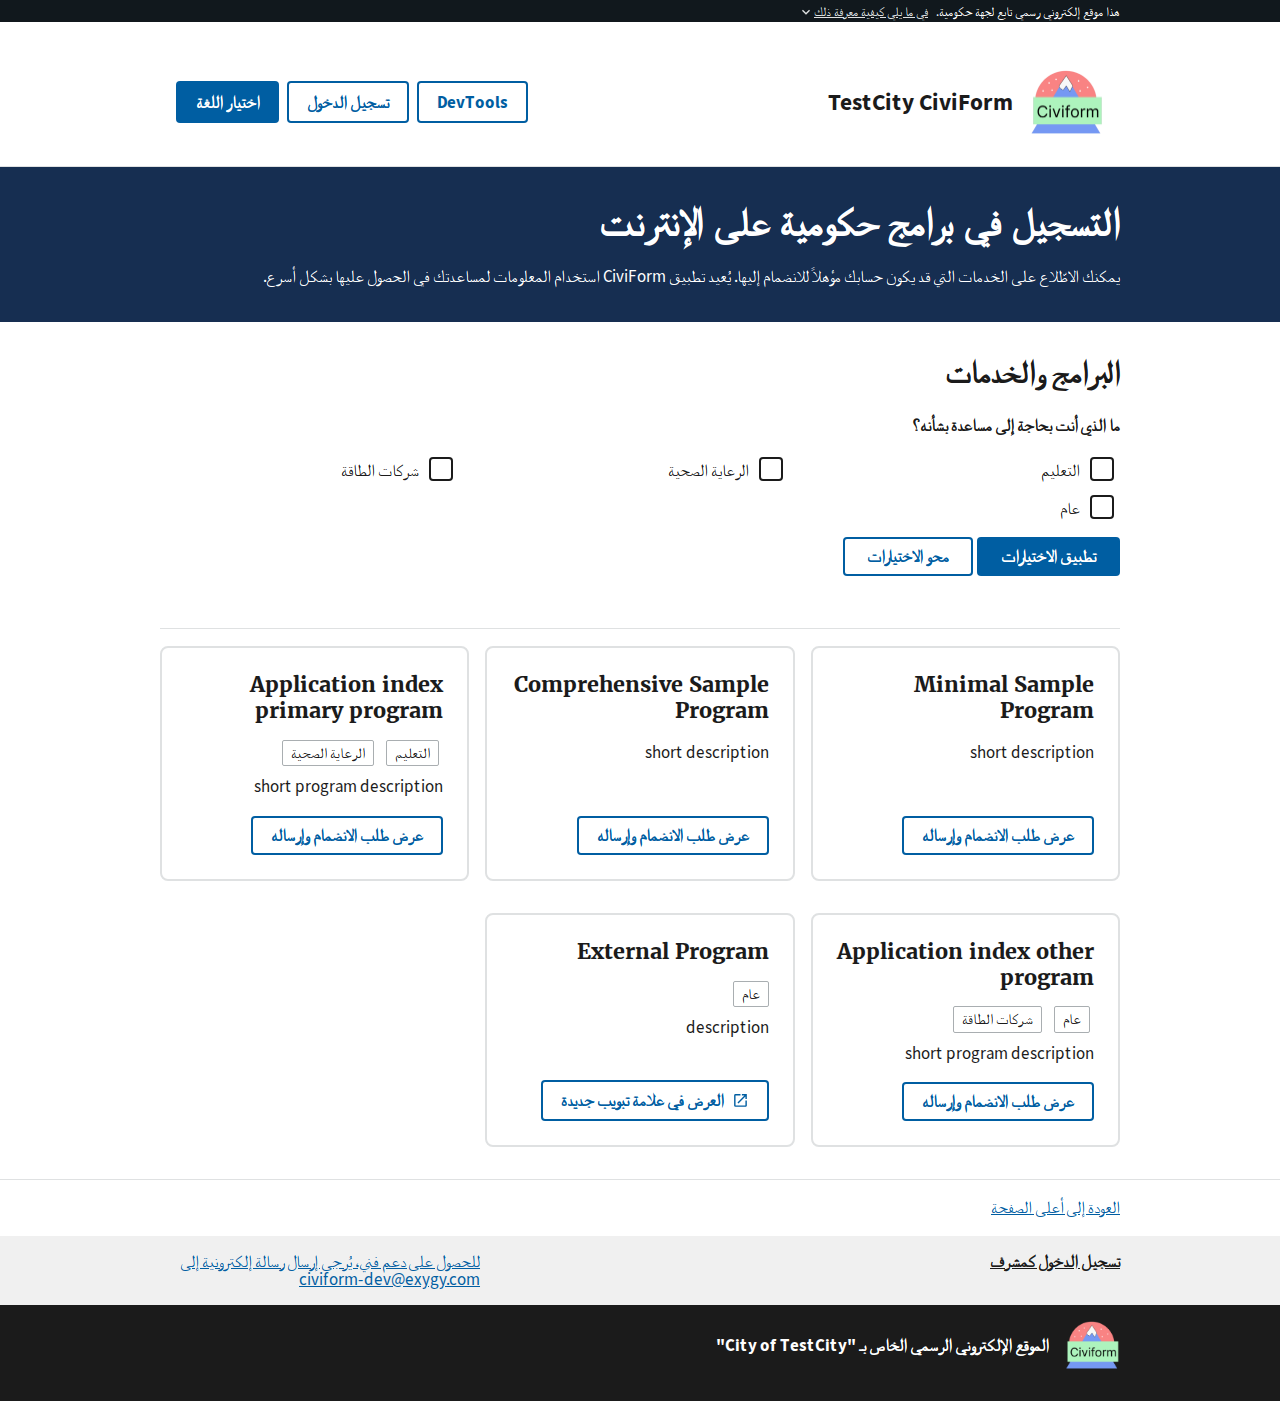 هذا موقع إلكتروني رسمي تابع لجهة حكومية. في ما يلي كيفية معرفة ذلك
Civiform
TestCity CiviForm
DevTools
تسجيل الدخول
اختيار اللغة
التسجيل في برامج حكومية على الإنترنت
يمكنك الاطّلاع على الخدمات التي قد يكون حسابك مؤهلاً للانضمام إليها. يُعيد تطبيق CiviForm استخدام المعلومات لمساعدتك في الحصول عليها بشكل أسرع.
البرامج والخدمات
ما الذي أنت بحاجة إلى مساعدة بشأنه؟
التعليم
الرعاية الصحية
شركات الطاقة
عام
تطبيق الاختيارات
محو الاختيارات
Minimal Sample
Program
short description
عرض طلب الانضمام وإرساله
Comprehensive Sample
Program
short description
عرض طلب الانضمام وإرساله
Application index
primary program
التعليم
الرعاية الصحية
short program description
عرض طلب الانضمام وإرساله
Application index other
program
عام
شركات الطاقة
short program description
عرض طلب الانضمام وإرساله
External Program
عام
description
العرض في علامة تبويب جديدة
العودة إلى أعلى الصفحة
تسجيل الدخول كمشرف
للحصول على دعم فني، يُرجى إرسال رسالة إلكترونية إلى
civiform-dev@exygy.com
Civiform
الموقع الإلكتروني الرسمي الخاص بـ "City of TestCity"